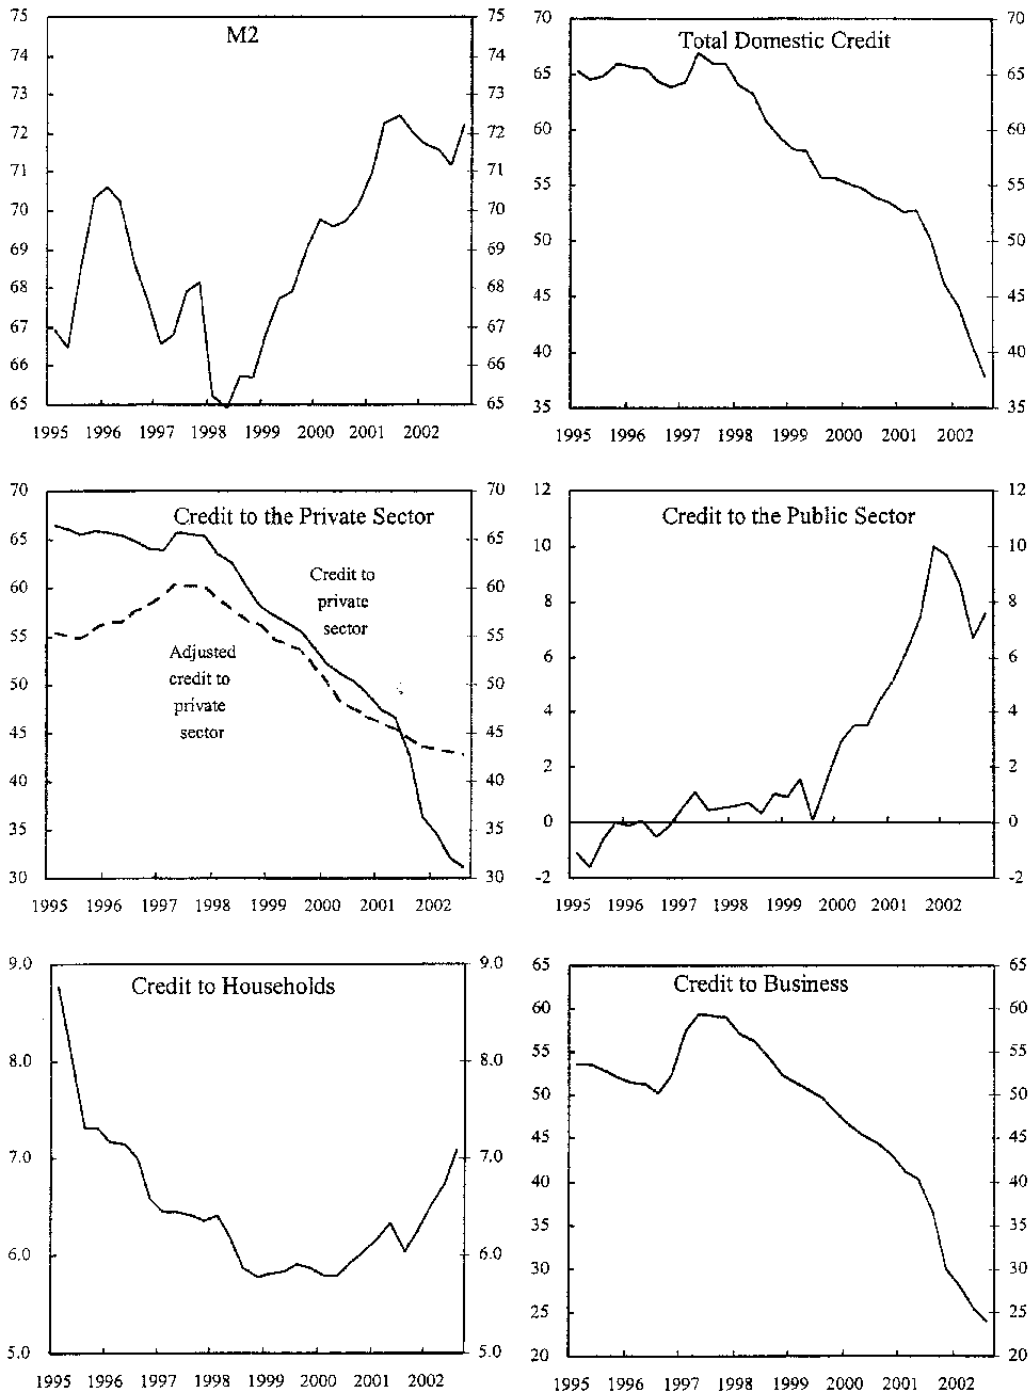 M2
75 75
74 74
73 73
72 72
71 71
70 70
69 69
68 68
67 67
66 66
65 65
1995 1996 1997 1998 1999 2000 2001 2002
Total Domestic Credit
70 70
65 65
60 60
55 55
50 50
45 45
40 40
35 35
1995 1996 1997 1998 1999 2000 2001 2002
Credit to the Private Sector
70 70
65 65
60 60
55 55
50 50
45 45
40 40
35 35
30 30
Credit to
private
sector
Adjusted
credit to
private
sector
1995 1996 1997 1998 1999 2000 2001 2002
Credit to the Public Sector
12 12
10 10
8 8
6 6
4 4
2 2
0 0
-2 -2
1995 1996 1997 1998 1999 2000 2001 2002
Credit to Households
9.0 9.0
8.0 8.0
7.0 7.0
6.0 6.0
5.0 5.0
1995 1996 1997 1998 1999 2000 2001 2002
Credit to Business
65 65
60 60
55 55
50 50
45 45
40 40
35 35
30 30
25 25
20 20
1995 1996 1997 1998 1999 2000 2001 2002